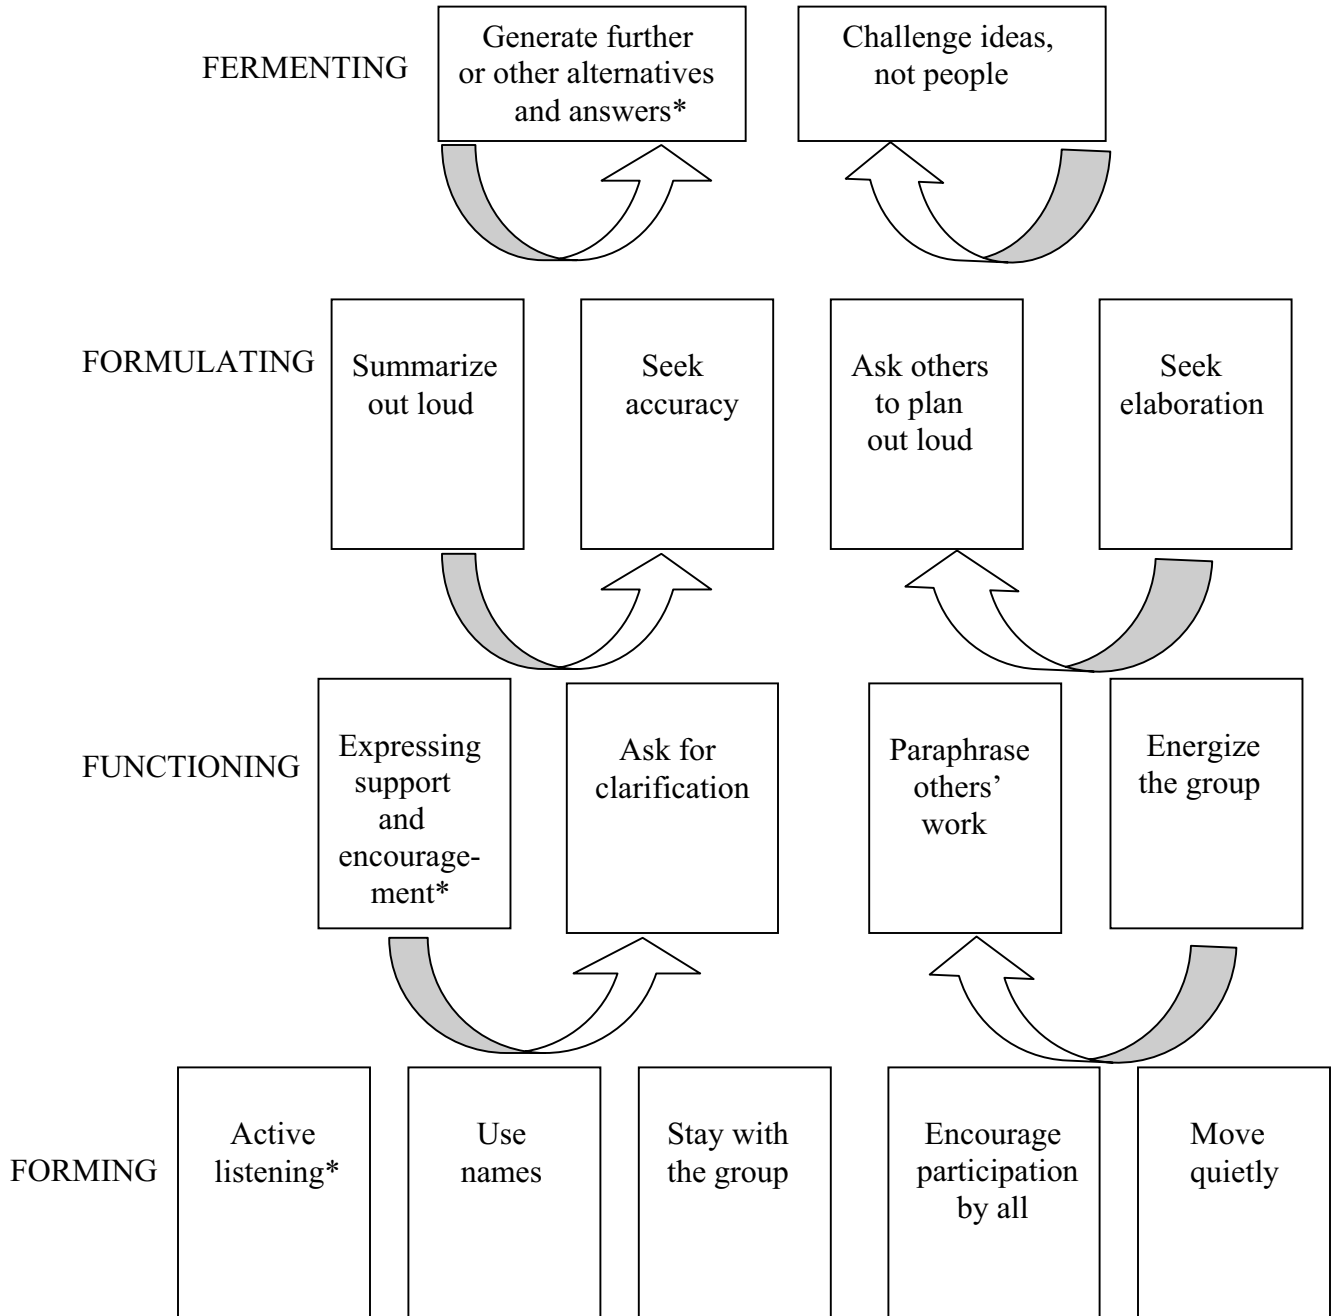 FERMENTING
Generate further
or other alternatives
and answers*
Challenge ideas,
not people
FORMULATING
Summarize
out loud
Seek
accuracy
Ask others
to plan
out loud
Seek
elaboration
FUNCTIONING
Expressing
support
and
encourage-
ment*
Ask for
clarification
Paraphrase
others’
work
Energize
the group
FORMING
Active
listening*
Use
names
Stay with
the group
Encourage
participation
by all
Move
quietly